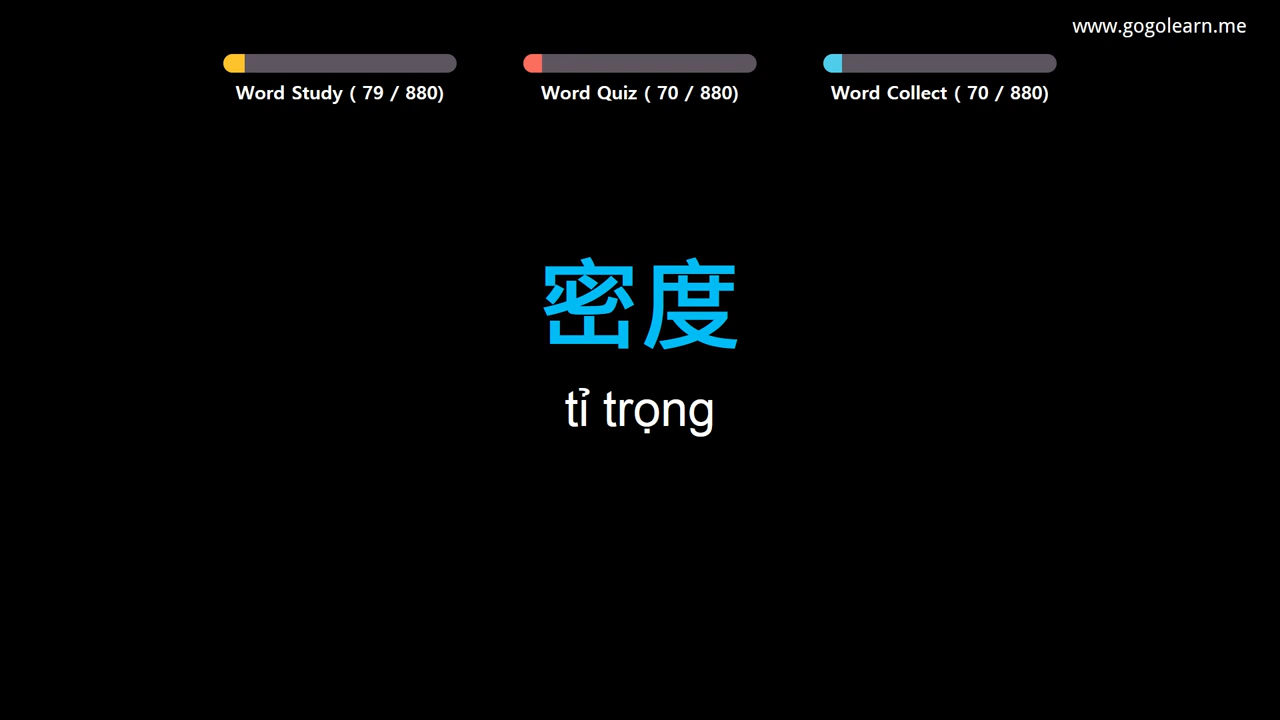 www.gogolearn.me
Word Study ( 79 / 880)
Word Quiz ( 70 / 880)
Word Collect ( 70 / 880)
密度
tỉ trọng